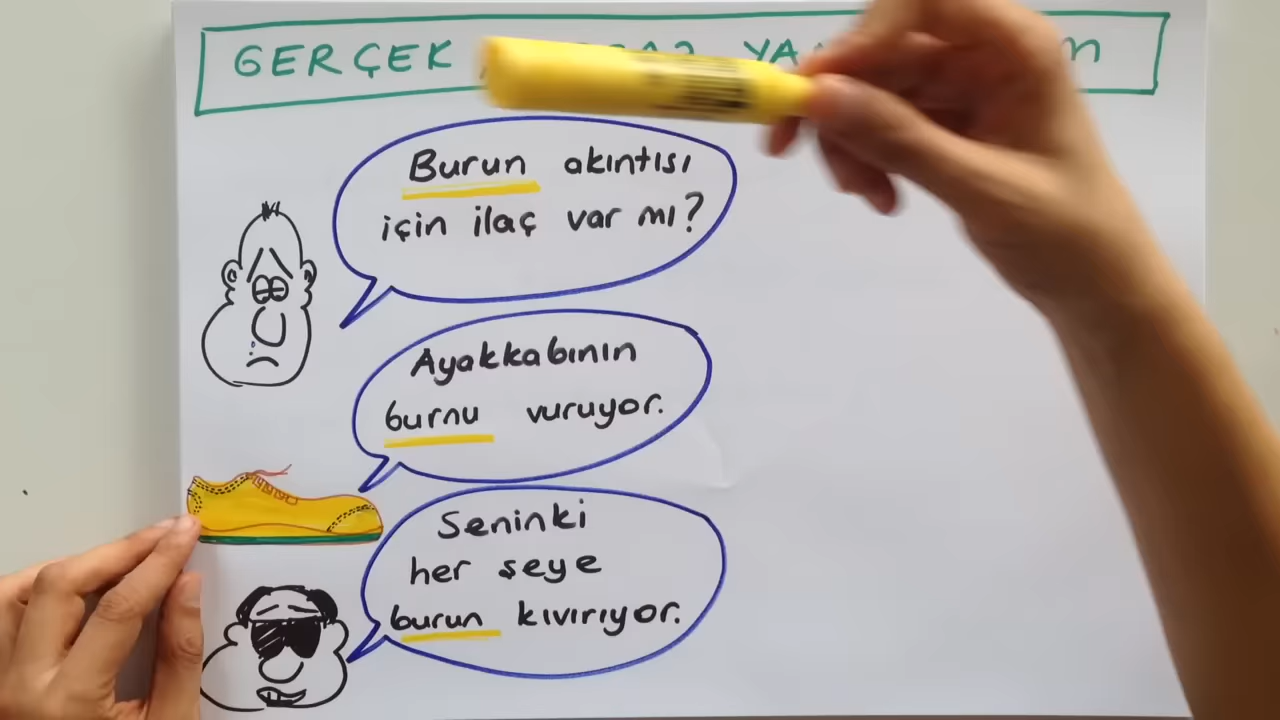 GERÇEK
Burun akıntısı
için ilaç var mı?
Ayakkabının
burnu vuruyor.
Seninki
her şeye
burun kıvırıyor.